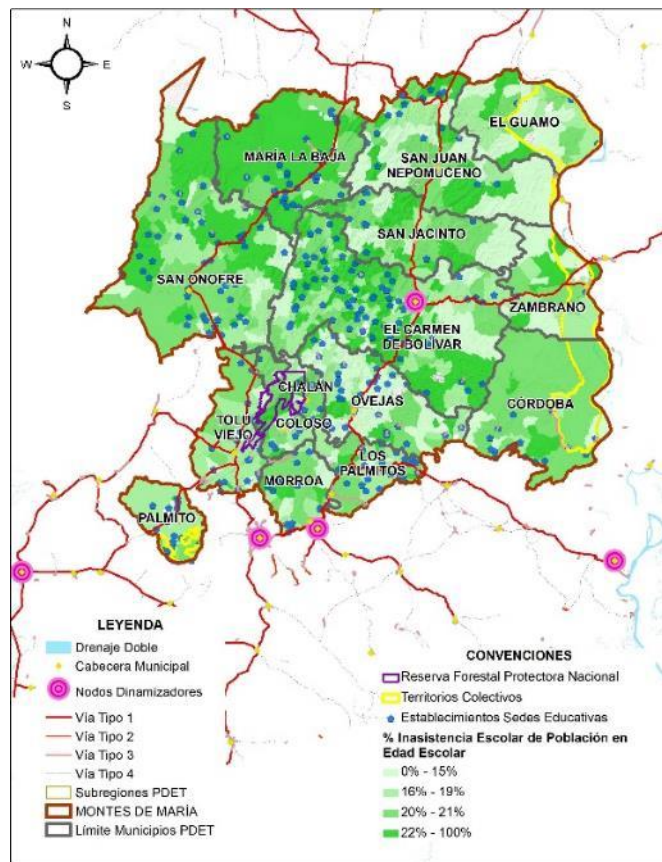 N
W E
S
EL GUAMO
MARÍA LA BAJA
SAN JUAN
NEPOMUCENO
SAN JACINTO
SAN ONOFRE
ZAMBRANO
EL CARMEN
DE BOLÍVAR
CHALÁN
OVEJAS
CÓRDOBA
TOLÚ
VIEJO
COLOSO
LOS
PALMITOS
MORROA
PALMITO
LEYENDA
Drenaje Doble
Cabecera Municipal
Nodos Dinamizadores
Vía Tipo 1
Vía Tipo 2
Vía Tipo 3
Vía Tipo 4
Subregiones PDET
MONTES DE MARÍA
Límite Municipios PDET
CONVENCIONES
Reserva Forestal Protectora Nacional
Territorios Colectivos
Establecimientos Sedes Educativas
% Inasistencia Escolar de Población en
Edad Escolar
0% - 15%
16% - 19%
20% - 21%
22% - 100%